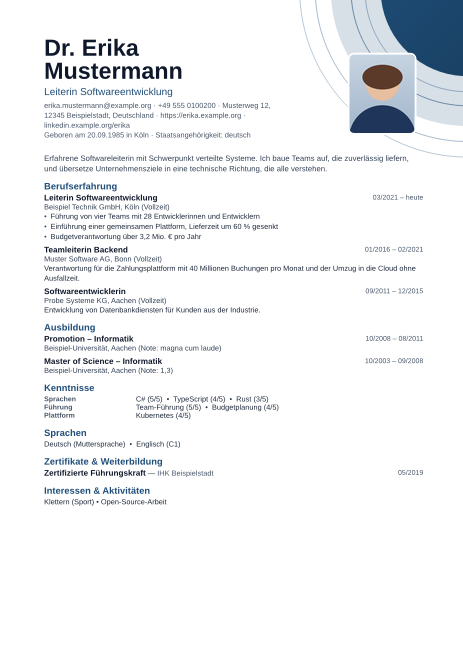 Dr. Erika
Mustermann
Leiterin Softwareentwicklung
erika.mustermann@example.org · +49 555 0100200 · Musterweg 12,
12345 Beispielstadt, Deutschland · https://erika.example.org ·
linkedin.example.org/erika
Geboren am 20.09.1985 in Köln · Staatsangehörigkeit: deutsch
Erfahrene Softwareleiterin mit Schwerpunkt verteilte Systeme. Ich baue Teams auf, die zuverlässig liefern,
und übersetze Unternehmensziele in eine technische Richtung, die alle verstehen.
Berufserfahrung
Leiterin Softwareentwicklung 03/2021 – heute
Beispiel Technik GmbH, Köln (Vollzeit)
• Führung von vier Teams mit 28 Entwicklerinnen und Entwicklern
• Einführung einer gemeinsamen Plattform, Lieferzeit um 60 % gesenkt
• Budgetverantwortung über 3,2 Mio. € pro Jahr
Teamleiterin Backend 01/2016 – 02/2021
Muster Software AG, Bonn (Vollzeit)
Verantwortung für die Zahlungsplattform mit 40 Millionen Buchungen pro Monat und der Umzug in die Cloud ohne
Ausfallzeit.
Softwareentwicklerin 09/2011 – 12/2015
Probe Systeme KG, Aachen (Vollzeit)
Entwicklung von Datenbankdiensten für Kunden aus der Industrie.
Ausbildung
Promotion – Informatik 10/2008 – 08/2011
Beispiel-Universität, Aachen (Note: magna cum laude)
Master of Science – Informatik 10/2003 – 09/2008
Beispiel-Universität, Aachen (Note: 1,3)
Kenntnisse
Sprachen C# (5/5) • TypeScript (4/5) • Rust (3/5)
Führung Team-Führung (5/5) • Budgetplanung (4/5)
Plattform Kubernetes (4/5)
Sprachen
Deutsch (Muttersprache) • Englisch (C1)
Zertifikate & Weiterbildung
Zertifizierte Führungskraft — IHK Beispielstadt 05/2019
Interessen & Aktivitäten
Klettern (Sport) • Open-Source-Arbeit